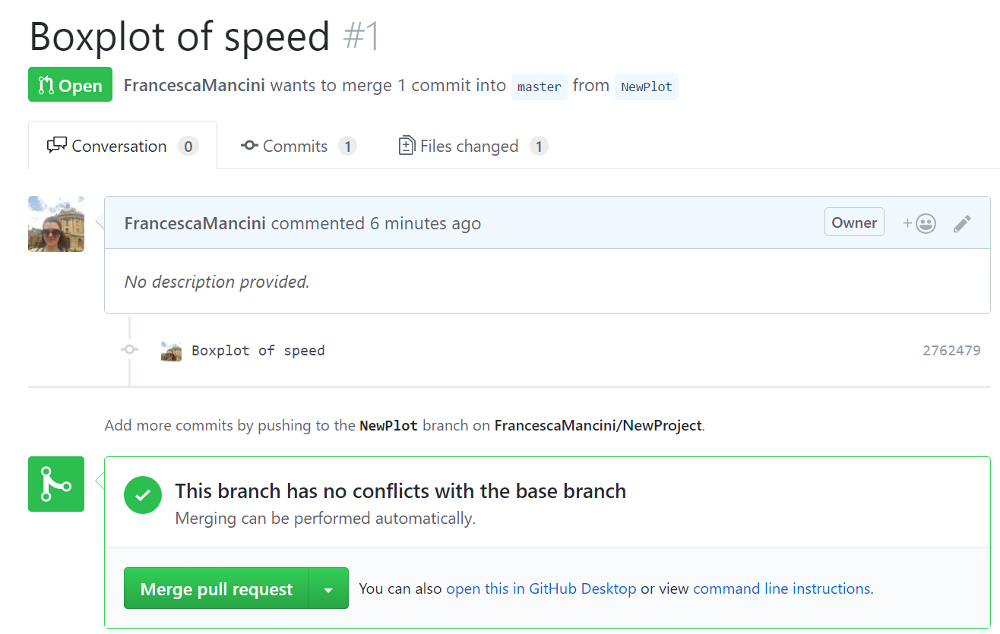 Boxplot of speed #1
Open FrancescaMancini wants to merge 1 commit into master from NewPlot
Conversation 0 Commits 1 Files changed 1
FrancescaMancini commented 6 minutes ago Owner +
No description provided.
Boxplot of speed 2762479
Add more commits by pushing to the NewPlot branch on FrancescaMancini/NewProject.
This branch has no conflicts with the base branch
Merging can be performed automatically.
Merge pull request You can also open this in GitHub Desktop or view command line instructions.